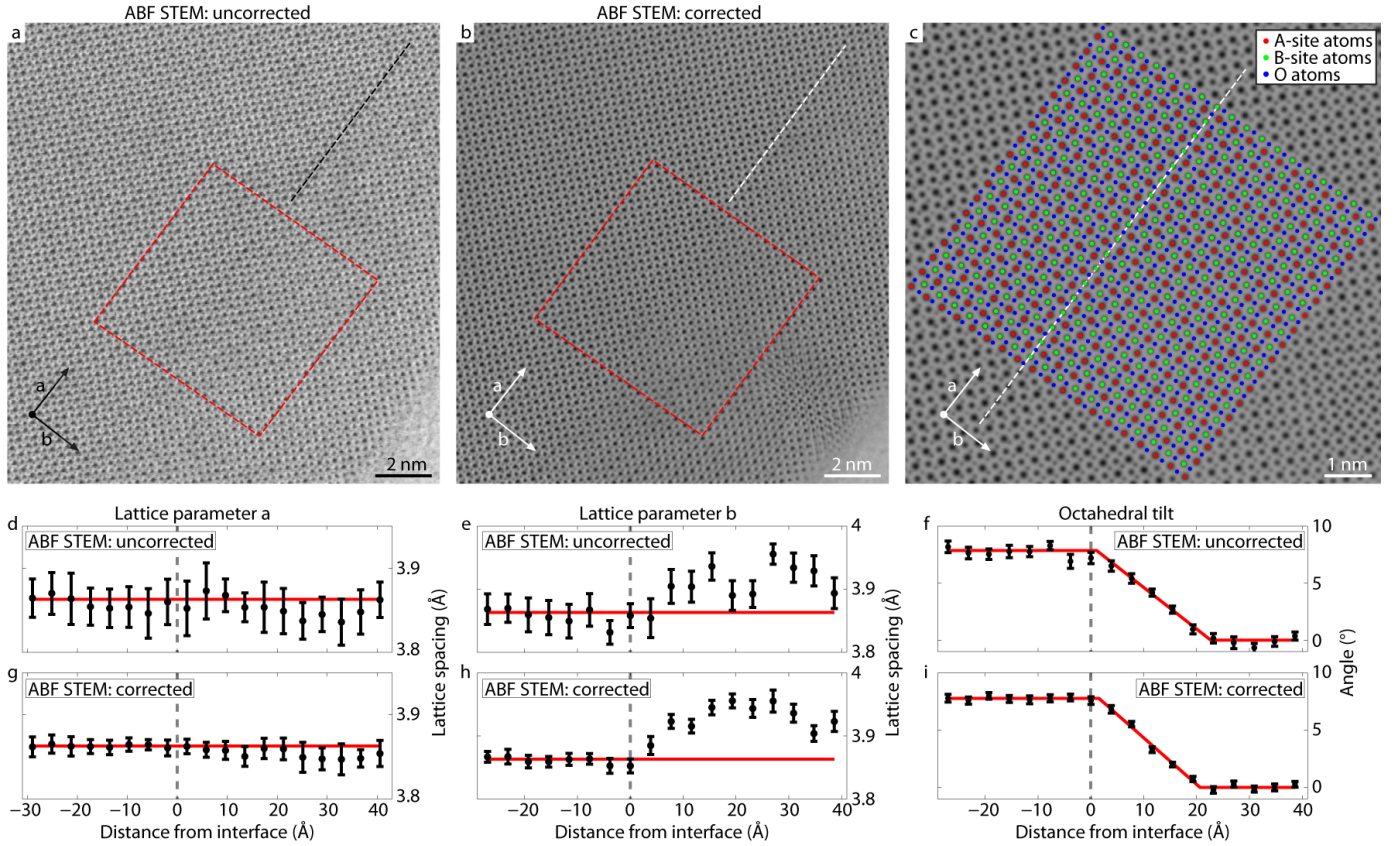 ABF STEM: uncorrected
ABF STEM: corrected
a
b
c
A-site atoms
B-site atoms
O atoms
a
b
2 nm
a
b
2 nm
a
b
1 nm
Lattice parameter a
Lattice parameter b
Octahedral tilt
d
ABF STEM: uncorrected
3.9
3.8
e
ABF STEM: uncorrected
4
3.9
3.8
f
ABF STEM: uncorrected
10
5
0
g
ABF STEM: corrected
3.9
3.8
h
ABF STEM: corrected
4
3.9
3.8
i
ABF STEM: corrected
10
5
0
Lattice spacing (Å)
Lattice spacing (Å)
Angle (°)
−30 −20 −10 0 10 20 30 40
−20 −10 0 10 20 30 40
−20 −10 0 10 20 30 40
Distance from interface (Å)
Distance from interface (Å)
Distance from interface (Å)